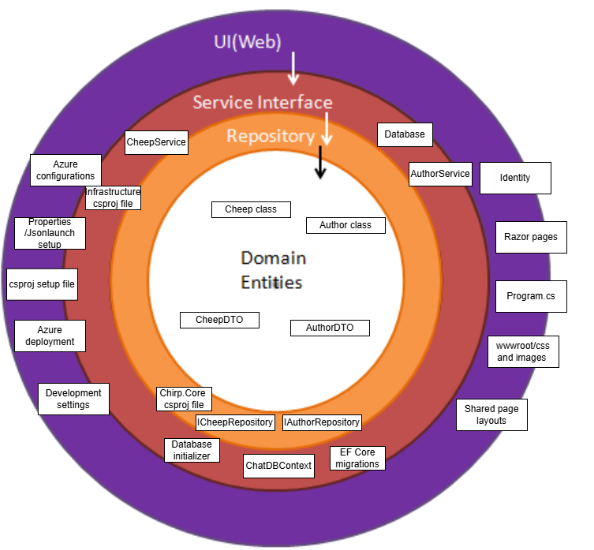 UI(Web)
Service Interface
Repository
Database
CheepService
Azure
configurations
AuthorService
Identity
Infrastructure
csproj file
Cheep class
Author class
Properties
/Jsonlaunch
setup
Razor pages
Domain
Entities
csproj setup file
Program.cs
CheepDTO
AuthorDTO
Azure
deployment
wwwroot/css
and images
Development
settings
Chirp.Core
csproj file
Shared page
layouts
ICheepRepository
IAuthorRepository
Database
initializer
ChatDBContext
EF Core
migrations